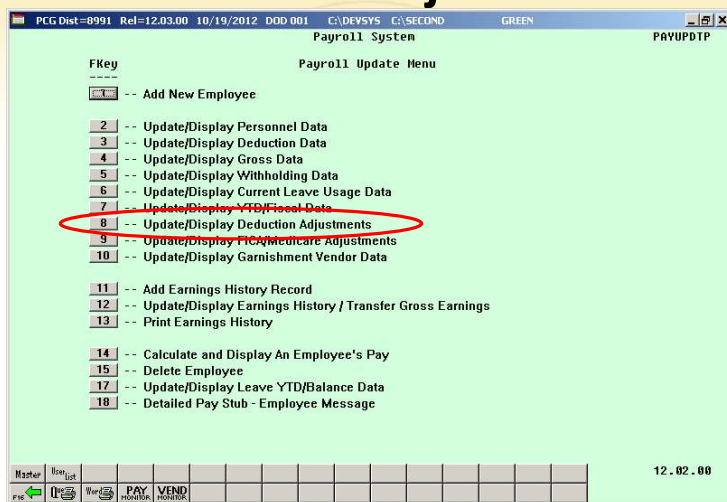 PCG Dist=8991 Rel=12.03.00 10/19/2012 DOD 001 C:\DEVSYS C:\SECOND GREEN
Payroll System PAYUPDTP
FKey Payroll Update Menu
----
1 -- Add New Employee
2 -- Update/Display Personnel Data
3 -- Update/Display Deduction Data
4 -- Update/Display Gross Data
5 -- Update/Display Withholding Data
6 -- Update/Display Current Leave Usage Data
7 -- Update/Display YTD/Fiscal Data
8 -- Update/Display Deduction Adjustments
9 -- Update/Display FICA/Medicare Adjustments
10 -- Update/Display Garnishment Vendor Data
11 -- Add Earnings History Record
12 -- Update/Display Earnings History / Transfer Gross Earnings
13 -- Print Earnings History
14 -- Calculate and Display An Employee's Pay
15 -- Delete Employee
17 -- Update/Display Leave YTD/Balance Data
18 -- Detailed Pay Stub - Employee Message
Master User List 12.02.00
F16 Que Word PAY MONITOR VEND MONITOR